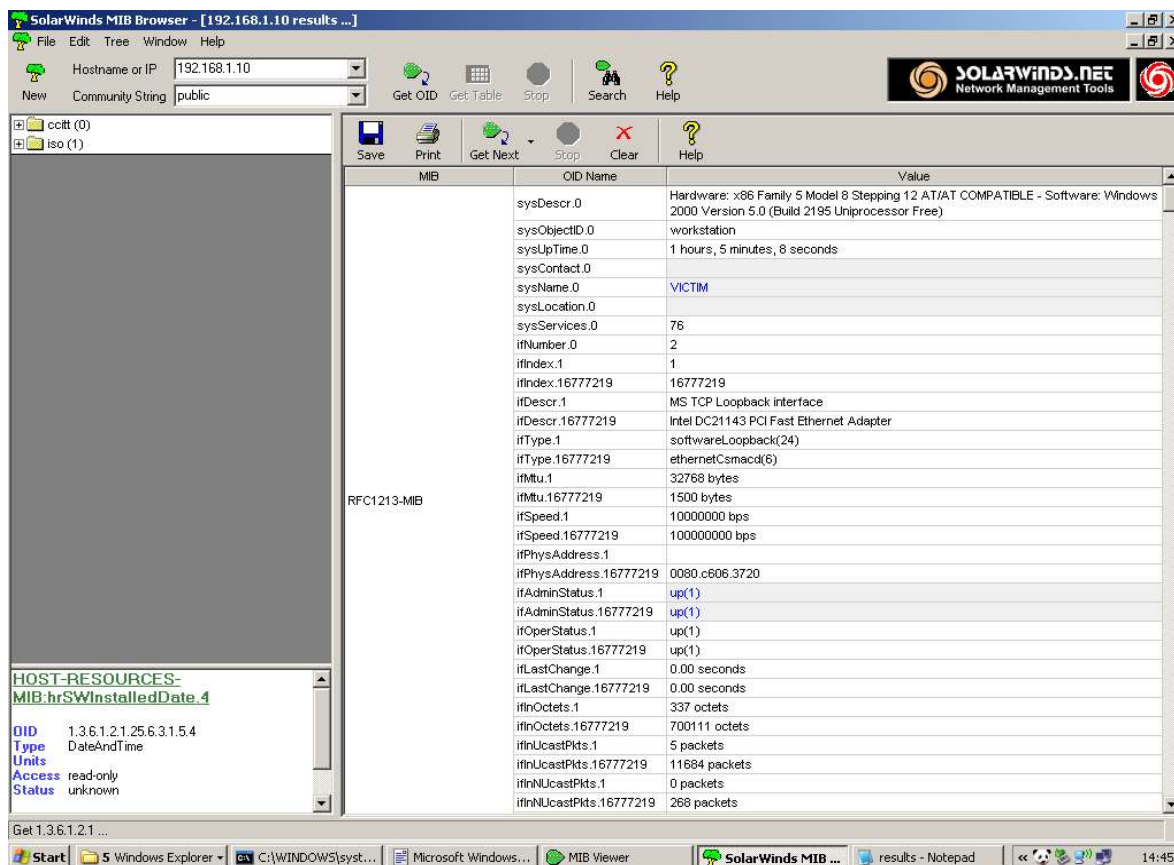 SolarWinds MIB Browser - [192.168.1.10 results ...]
File Edit Tree Window Help
Hostname or IP 192.168.1.10
Community String public
New Get OID Get Table Stop Search Help
SOLARWINDS.NET
Network Management Tools
ccitt (0)
iso (1)
Save Print Get Next Stop Clear Help
MIB OID Name Value
RFC1213-MIB
sysDescr.0 Hardware: x86 Family 5 Model 8 Stepping 12 AT/AT COMPATIBLE - Software: Windows
2000 Version 5.0 (Build 2195 Uniprocessor Free)
sysObjectID.0 workstation
sysUpTime.0 1 hours, 5 minutes, 8 seconds
sysContact.0
sysName.0 VICTIM
sysLocation.0
sysServices.0 76
ifNumber.0 2
ifIndex.1 1
ifIndex.16777219 16777219
ifDescr.1 MS TCP Loopback interface
ifDescr.16777219 Intel DC21143 PCI Fast Ethernet Adapter
ifType.1 softwareLoopback(24)
ifType.16777219 ethernetCsmacd(6)
ifMtu.1 32768 bytes
ifMtu.16777219 1500 bytes
ifSpeed.1 10000000 bps
ifSpeed.16777219 100000000 bps
ifPhysAddress.1
ifPhysAddress.16777219 0080.c606.3720
ifAdminStatus.1 up(1)
ifAdminStatus.16777219 up(1)
ifOperStatus.1 up(1)
ifOperStatus.16777219 up(1)
ifLastChange.1 0.00 seconds
ifLastChange.16777219 0.00 seconds
ifInOctets.1 337 octets
ifInOctets.16777219 700111 octets
ifInUcastPkts.1 5 packets
ifInUcastPkts.16777219 11684 packets
ifInNUcastPkts.1 0 packets
ifInNUcastPkts.16777219 268 packets
HOST-RESOURCES-
MIB:hrSWInstalledDate.4
OID 1.3.6.1.2.1.25.6.3.1.5.4
Type DateAndTime
Units
Access read-only
Status unknown
Get 1.3.6.1.2.1 ...
Start 5 Windows Explorer C:\WINDOWS\syst... Microsoft Windows... MIB Viewer SolarWinds MIB ... results - Notepad 14:45